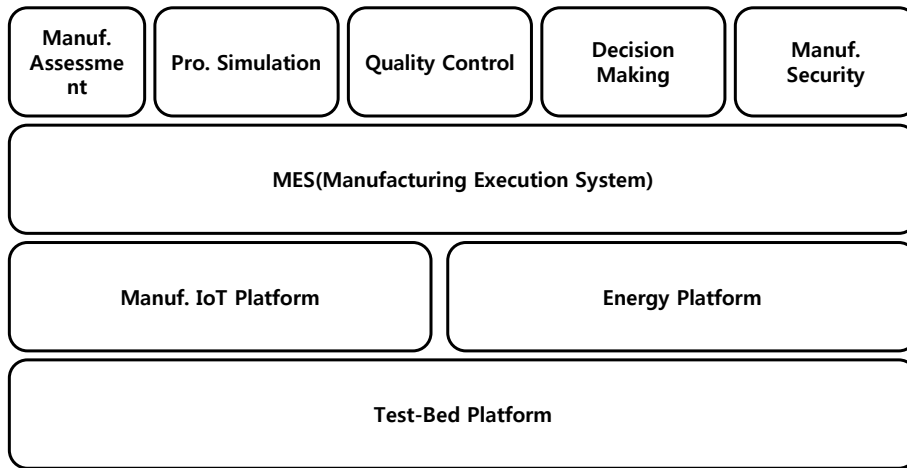 Manuf.
Assessme
nt
Pro. Simulation
Quality Control
Decision
Making
Manuf.
Security
MES(Manufacturing Execution System)
Manuf. IoT Platform
Energy Platform
Test-Bed Platform